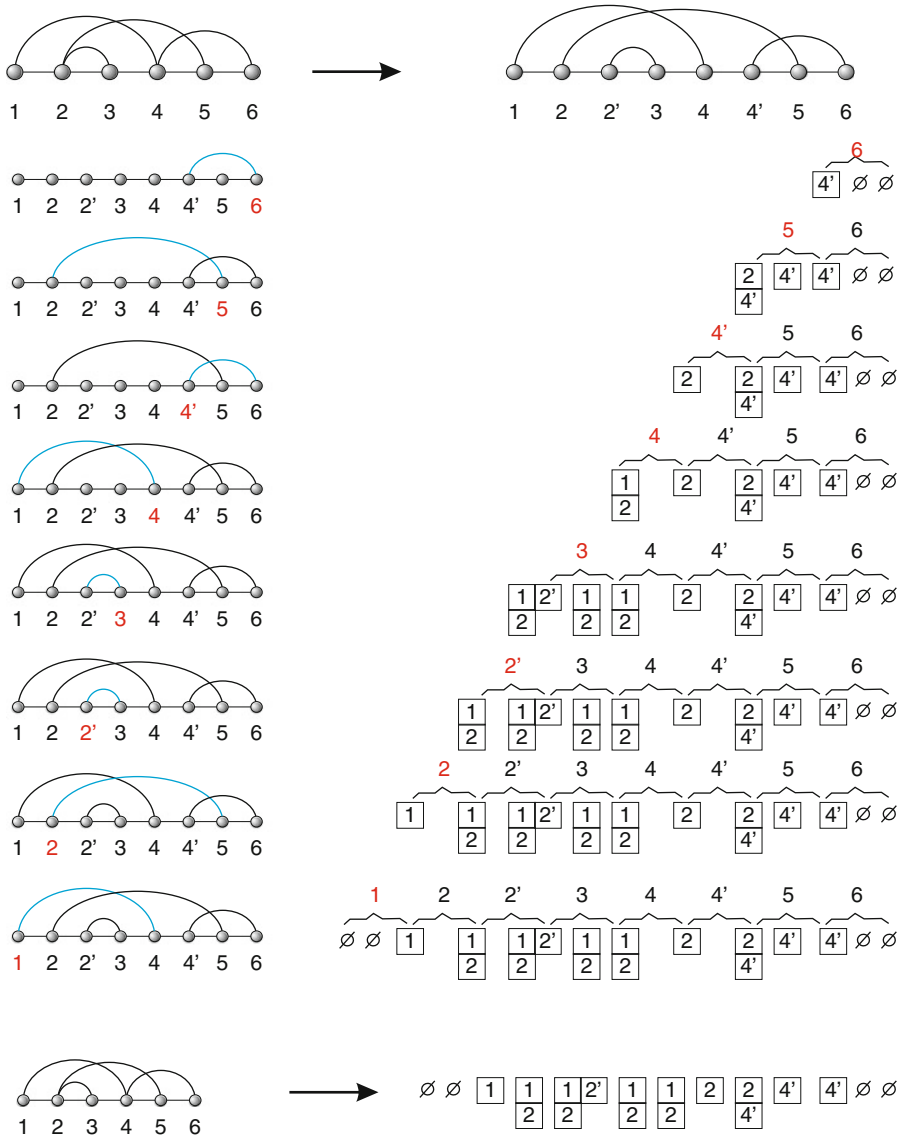 1 2 3 4 5 6 1 2 2' 3 4 4' 5 6
6
4' ∅ ∅
1 2 2' 3 4 4' 5 6
5 6
2 4' 4' ∅ ∅
4'
1 2 2' 3 4 4' 5 6
4' 5 6
2 2 4' 4' ∅ ∅
4'
1 2 2' 3 4 4' 5 6
4 4' 5 6
1 2 2 4' 4' ∅ ∅
2 4'
1 2 2' 3 4 4' 5 6
3 4 4' 5 6
1 2' 1 1 2 2 4' 4' ∅ ∅
2 2 2 4'
1 2 2' 3 4 4' 5 6
2' 3 4 4' 5 6
1 1 2' 1 1 2 2 4' 4' ∅ ∅
2 2 2 2 4'
1 2 2' 3 4 4' 5 6
2 2' 3 4 4' 5 6
1 1 1 2' 1 1 2 2 4' 4' ∅ ∅
2 2 2 2 4'
1 2 2' 3 4 4' 5 6
1 2 2' 3 4 4' 5 6
∅ ∅ 1 1 1 2' 1 1 2 2 4' 4' ∅ ∅
2 2 2 2 4'
1 2 2' 3 4 4' 5 6
∅ ∅ 1 1 1 2' 1 1 2 2 4' 4' ∅ ∅
2 2 2 2 4'
1 2 3 4 5 6